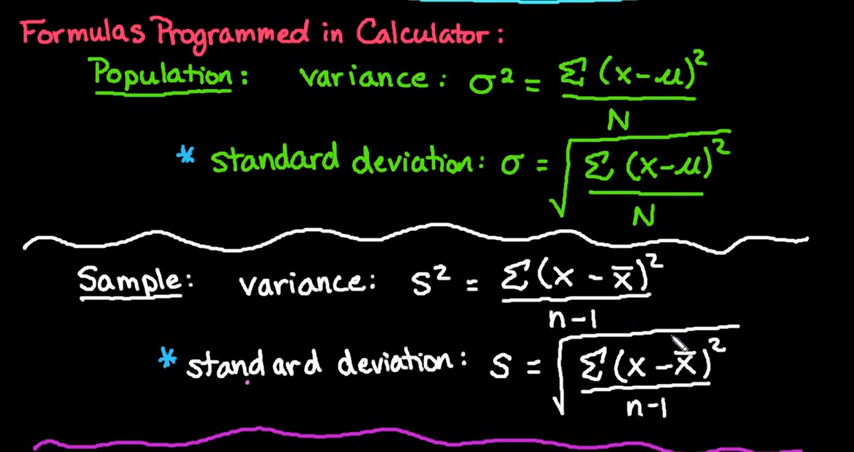 Formulas Programmed in Calculator:
Population: variance: σ² = Σ(x-μ)² / N
* standard deviation: σ = √(Σ(x-μ)² / N)
Sample: variance: s² = Σ(x - x̄)² / n-1
* standard deviation: s = √(Σ(x - x̄)² / n-1)